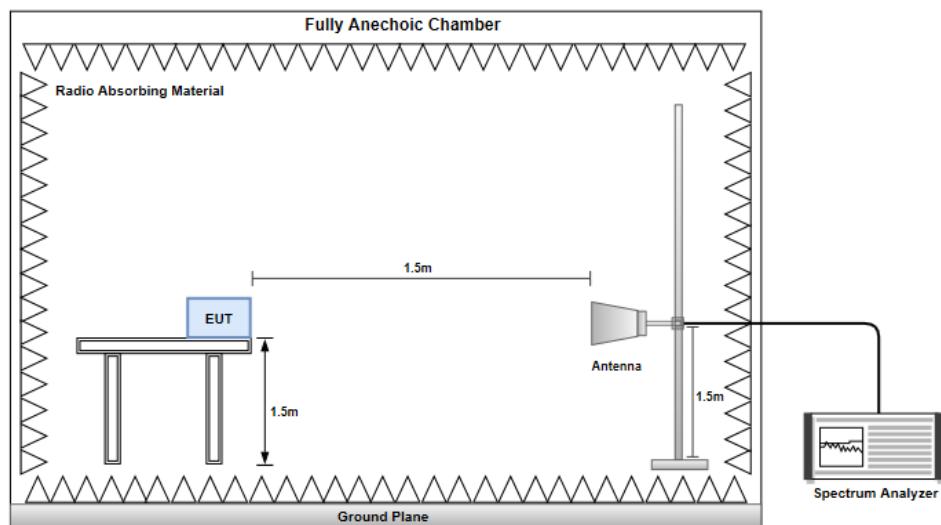 Fully Anechoic Chamber
Radio Absorbing Material
1.5m
EUT
Antenna
1.5m
1.5m
Spectrum Analyzer
Ground Plane